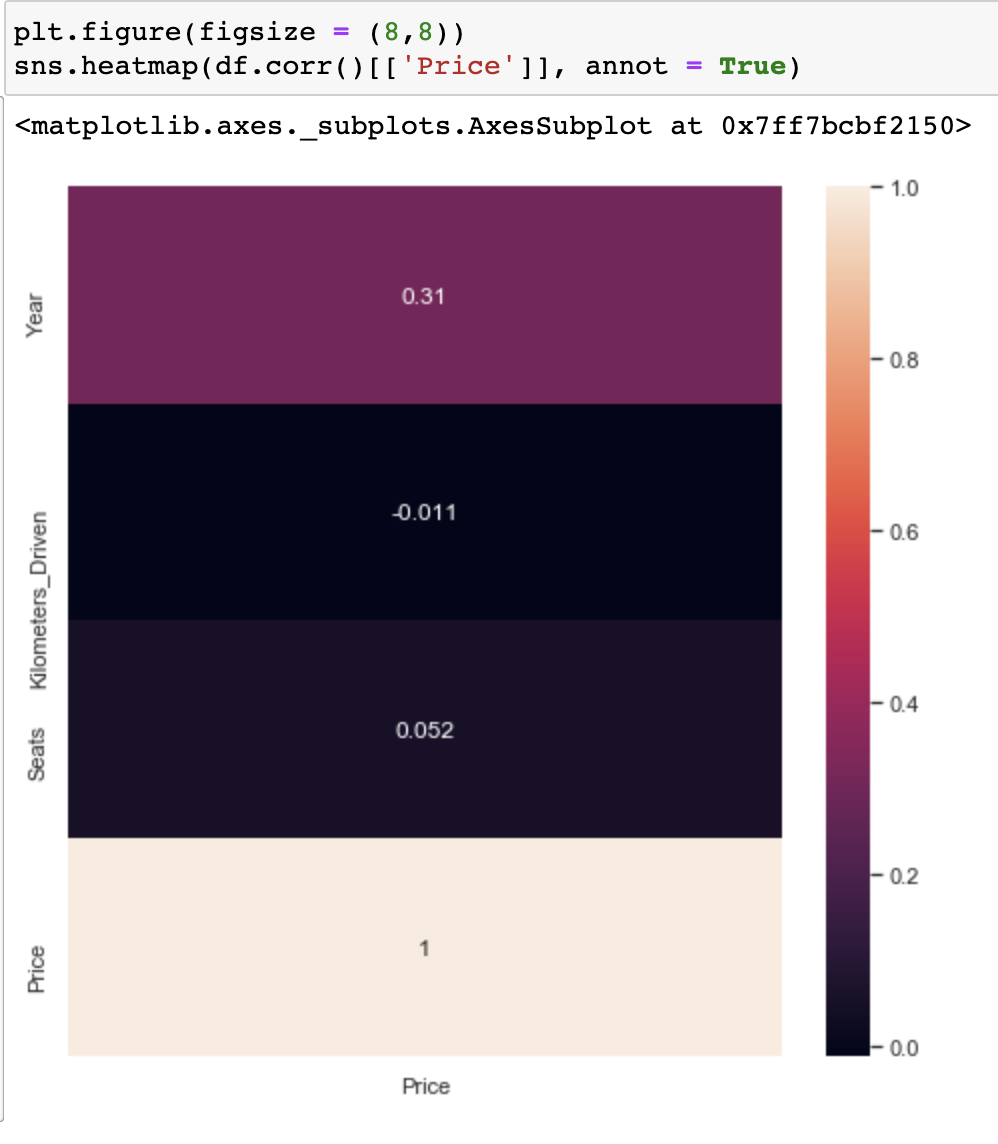 plt.figure(figsize = (8,8))
sns.heatmap(df.corr()[['Price']], annot = True)
<matplotlib.axes._subplots.AxesSubplot at 0x7ff7bcbf2150>
1.0
Year
0.31
0.8
Kilometers_Driven
-0.011
0.6
0.4
Seats
0.052
0.2
Price
1
0.0
Price